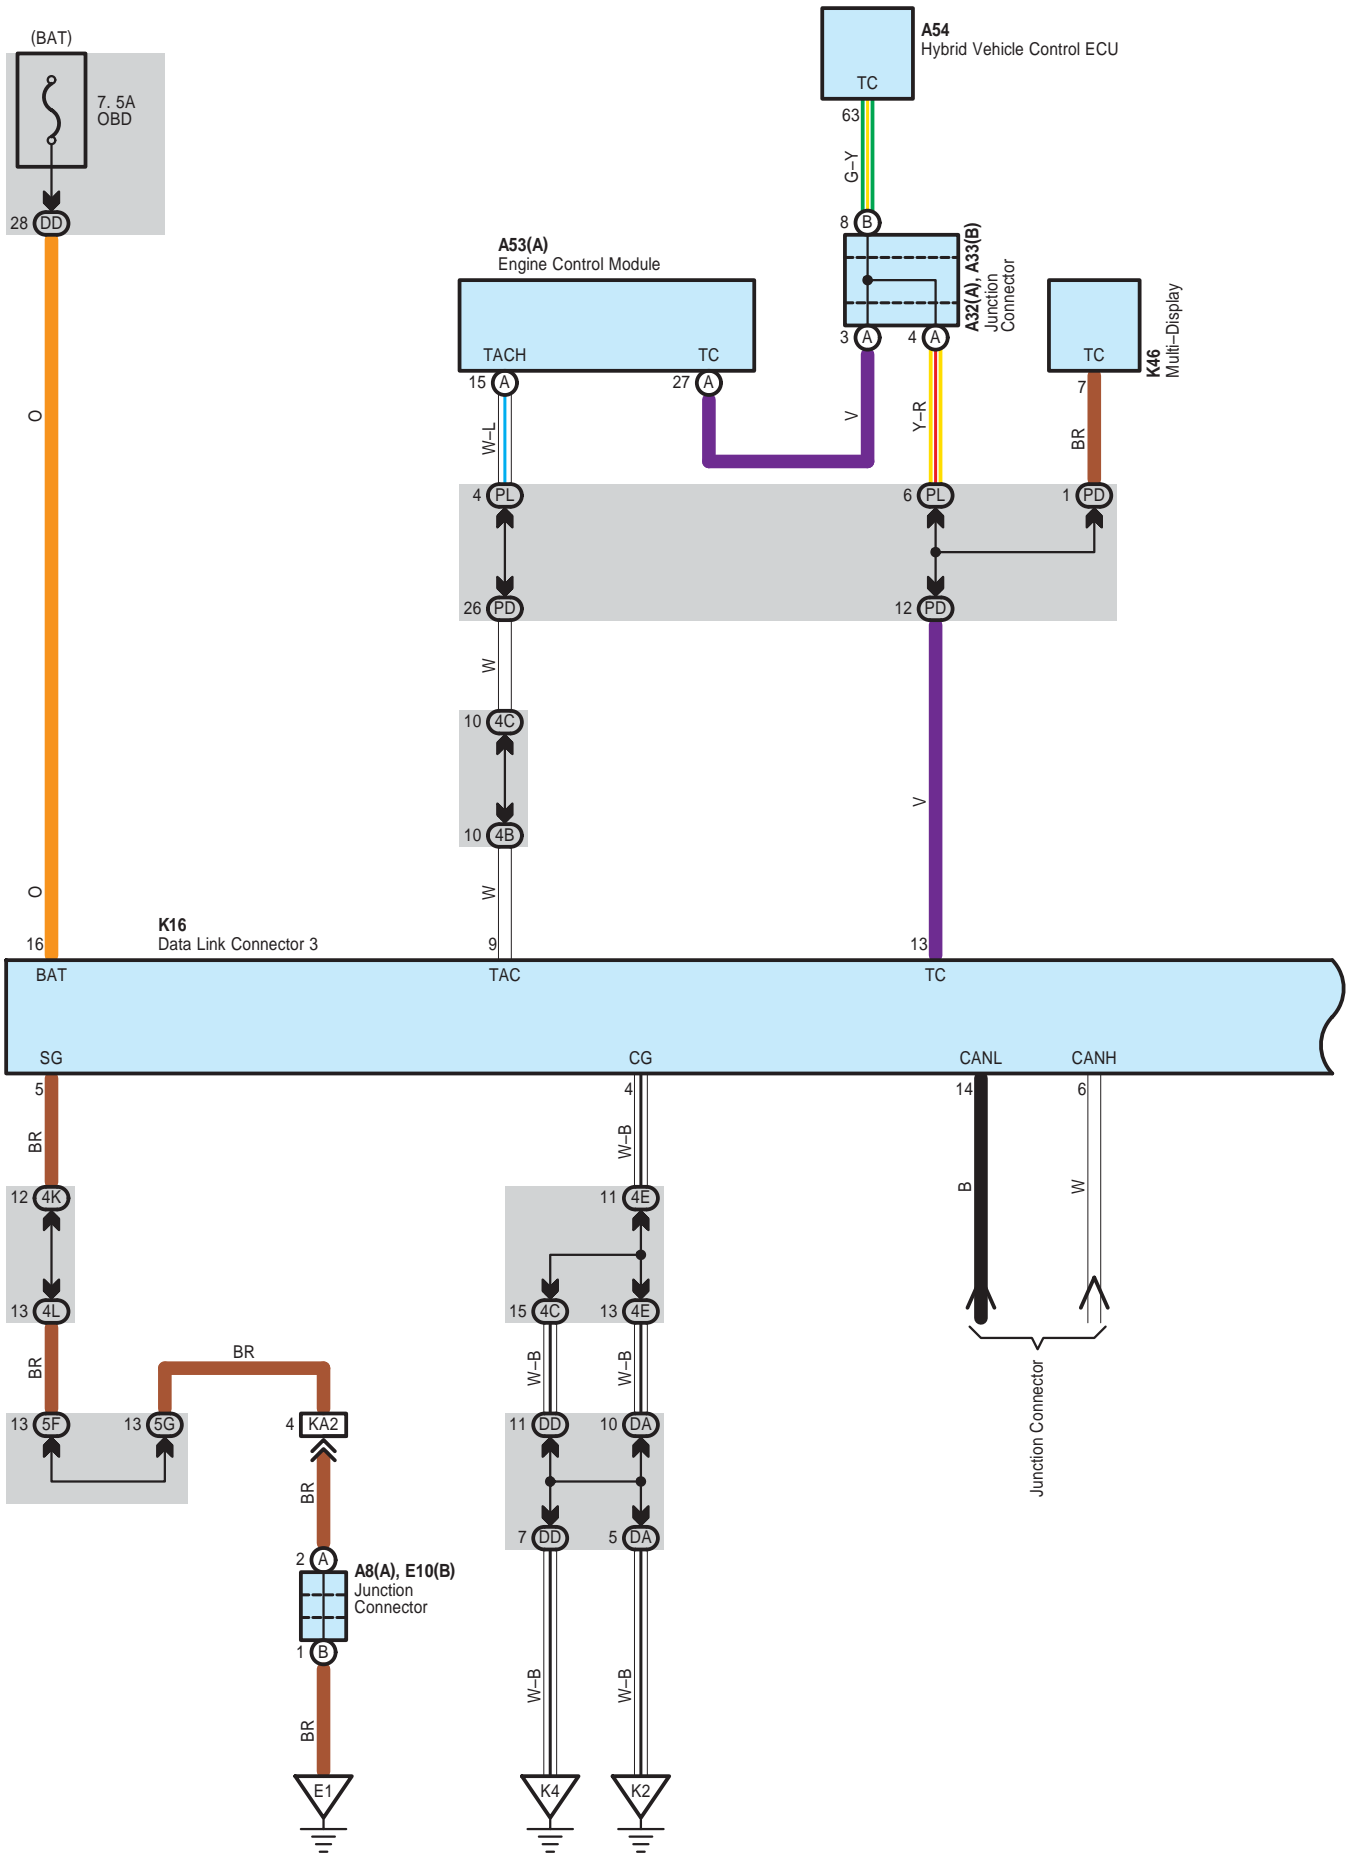 (BAT)
7. 5A
OBD
28 DD
O
O
A54
Hybrid Vehicle Control ECU
TC
63
G–Y
8 B
A32(A), A33(B)
Junction
Connector
3 A
4 A
A53(A)
Engine Control Module
TACH
TC
15 A
27 A
W–L
V
Y–R
K46
Multi–Display
TC
7
BR
4 PL
6 PL
1 PD
26 PD
12 PD
W
10 4C
10 4B
W
V
K16
Data Link Connector 3
16
9
13
BAT
TAC
TC
SG
CG
CANL
CANH
5
4
14
6
BR
W–B
B
W
12 4K
11 4E
13 4L
15 4C
13 4E
BR
BR
W–B
W–B
13 5F
13 5G
4 KA2
11 DD
10 DA
Junction Connector
BR
7 DD
5 DA
2 A
A8(A), E10(B)
Junction
Connector
1 B
BR
W–B
W–B
E1
K4
K2